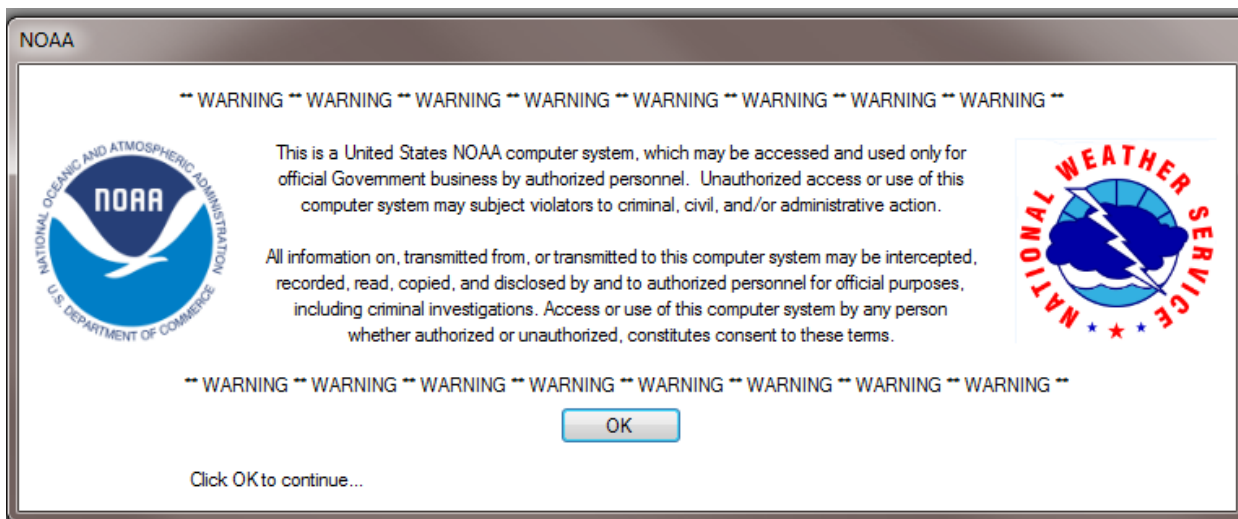 NOAA
** WARNING ** WARNING ** WARNING ** WARNING ** WARNING ** WARNING ** WARNING ** WARNING **
NATIONAL OCEANIC AND ATMOSPHERIC ADMINISTRATION
U.S. DEPARTMENT OF COMMERCE
NOAA
This is a United States NOAA computer system, which may be accessed and used only for
official Government business by authorized personnel. Unauthorized access or use of this
computer system may subject violators to criminal, civil, and/or administrative action.
All information on, transmitted from, or transmitted to this computer system may be intercepted,
recorded, read, copied, and disclosed by and to authorized personnel for official purposes,
including criminal investigations. Access or use of this computer system by any person
whether authorized or unauthorized, constitutes consent to these terms.
NATIONAL WEATHER SERVICE
** WARNING ** WARNING ** WARNING ** WARNING ** WARNING ** WARNING ** WARNING ** WARNING **
OK
Click OK to continue...